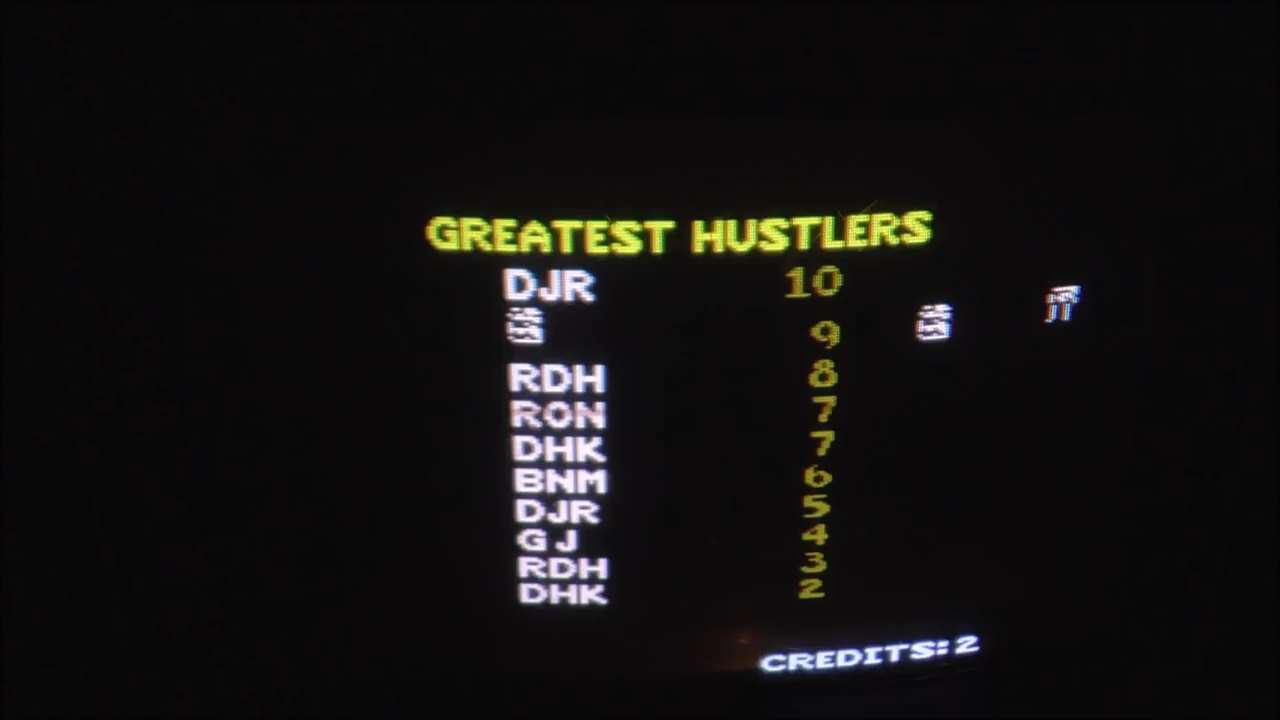 GREATEST HUSTLERS
DJR 10
9
RDH 8
RON 7
DHK 7
BNM 6
DJR 5
G J 4
RDH 3
DHK 2
CREDITS:2